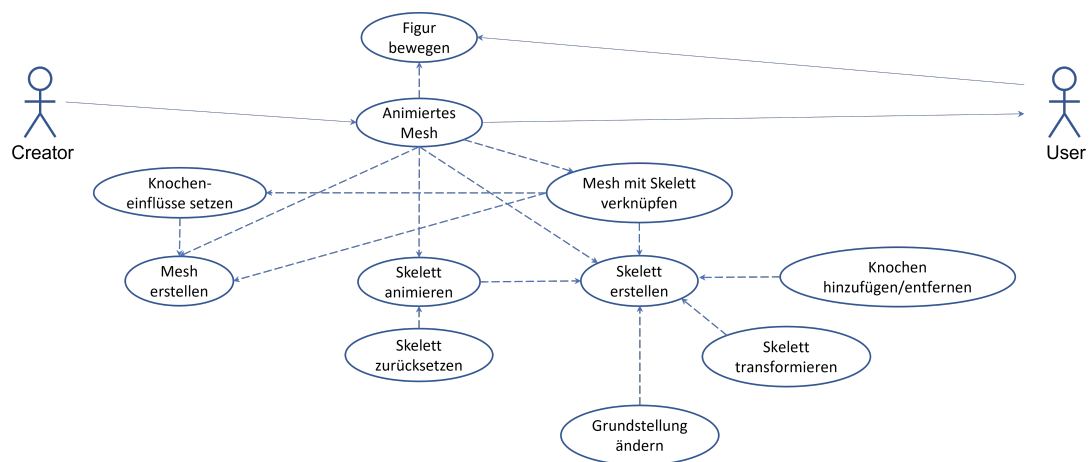 Figur
bewegen
Creator
Animiertes
Mesh
User
Knochen-
einflüsse setzen
Mesh mit Skelett
verknüpfen
Mesh
erstellen
Skelett
animieren
Skelett
erstellen
Knochen
hinzufügen/entfernen
Skelett
zurücksetzen
Skelett
transformieren
Grundstellung
ändern